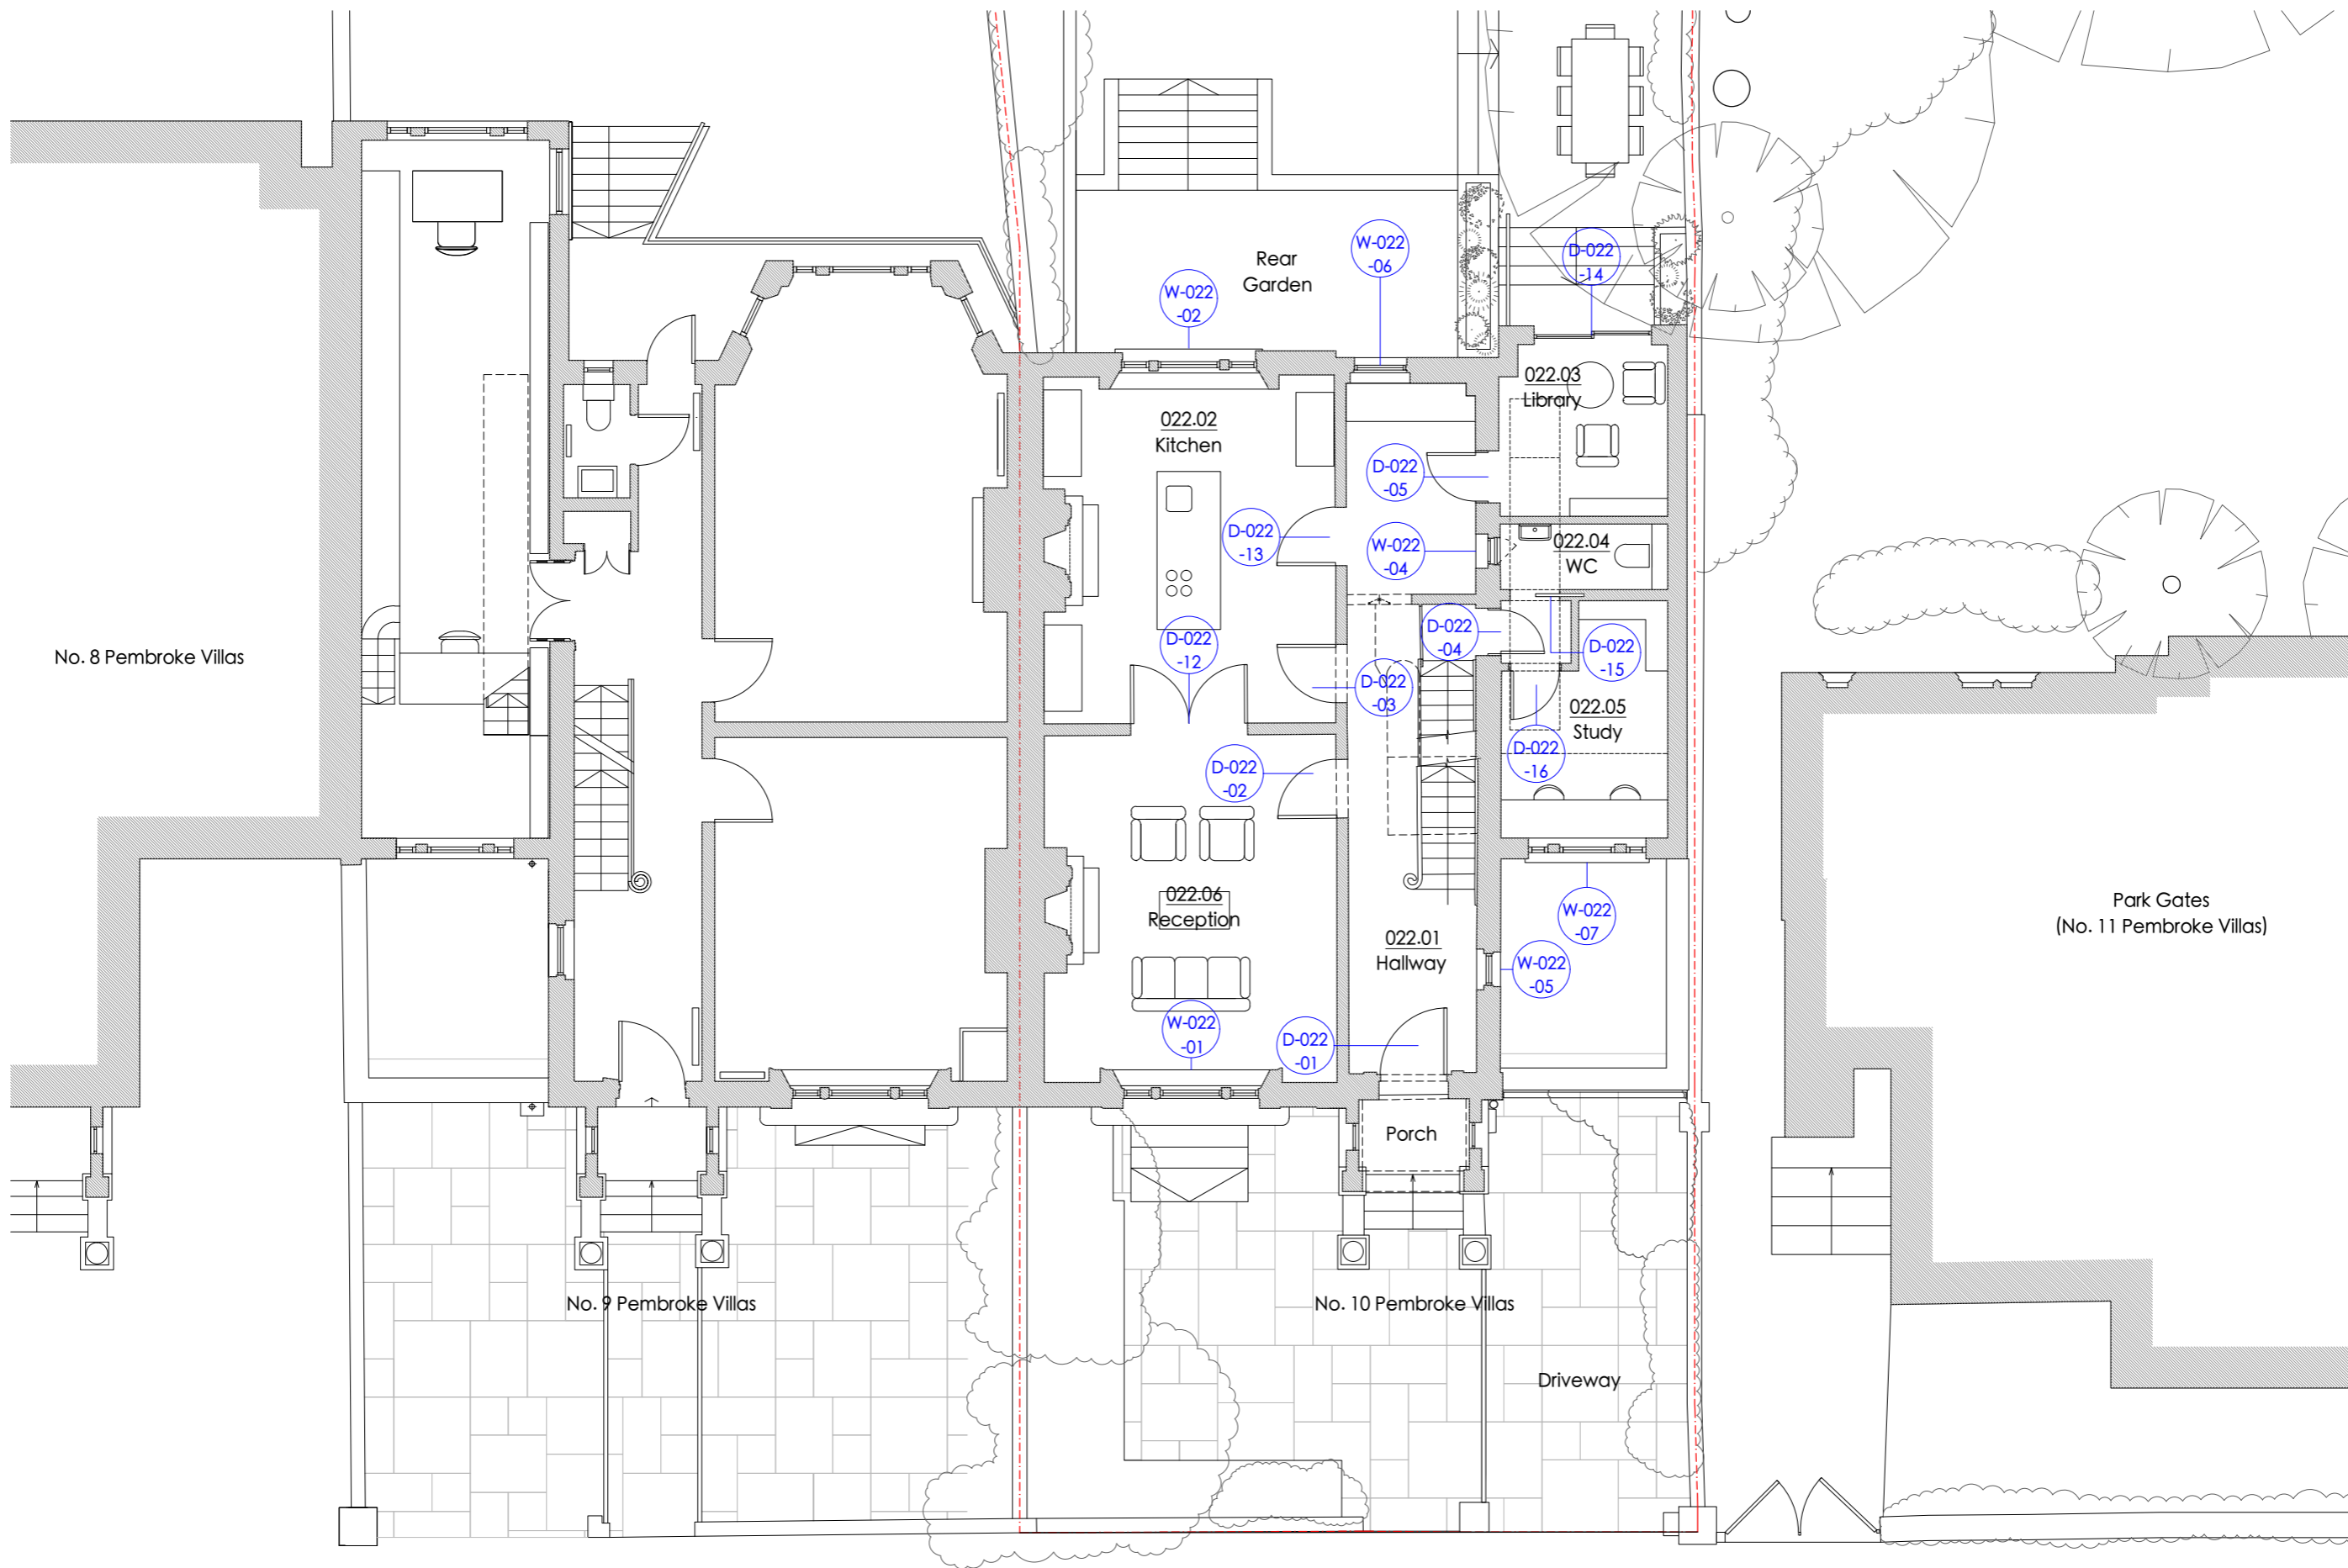 Rear
Garden
W-022
-06
D-022
-14
W-022
-02
022.03
Library
022.02
Kitchen
D-022
-05
D-022
-13
W-022
-04
022.04
WC
D-022
-12
D-022
-04
D-022
-15
No. 8 Pembroke Villas
D-022
-03
022.05
Study
D-022
-16
D-022
-02
022.06
Reception
W-022
-07
Park Gates
(No. 11 Pembroke Villas)
022.01
Hallway
W-022
-05
W-022
-01
D-022
-01
Porch
No. 9 Pembroke Villas
No. 10 Pembroke Villas
Driveway